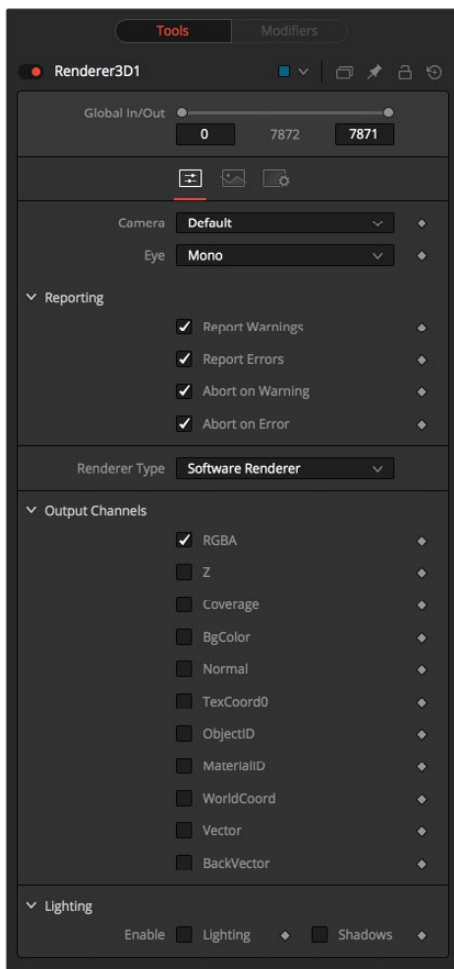 Tools Modifiers
Renderer3D1
Global In/Out
0 7872 7871
Camera Default
Eye Mono
Reporting
Report Warnings
Report Errors
Abort on Warning
Abort on Error
Renderer Type Software Renderer
Output Channels
RGBA
Z
Coverage
BgColor
Normal
TexCoord0
ObjectID
MaterialID
WorldCoord
Vector
BackVector
Lighting
Enable Lighting Shadows